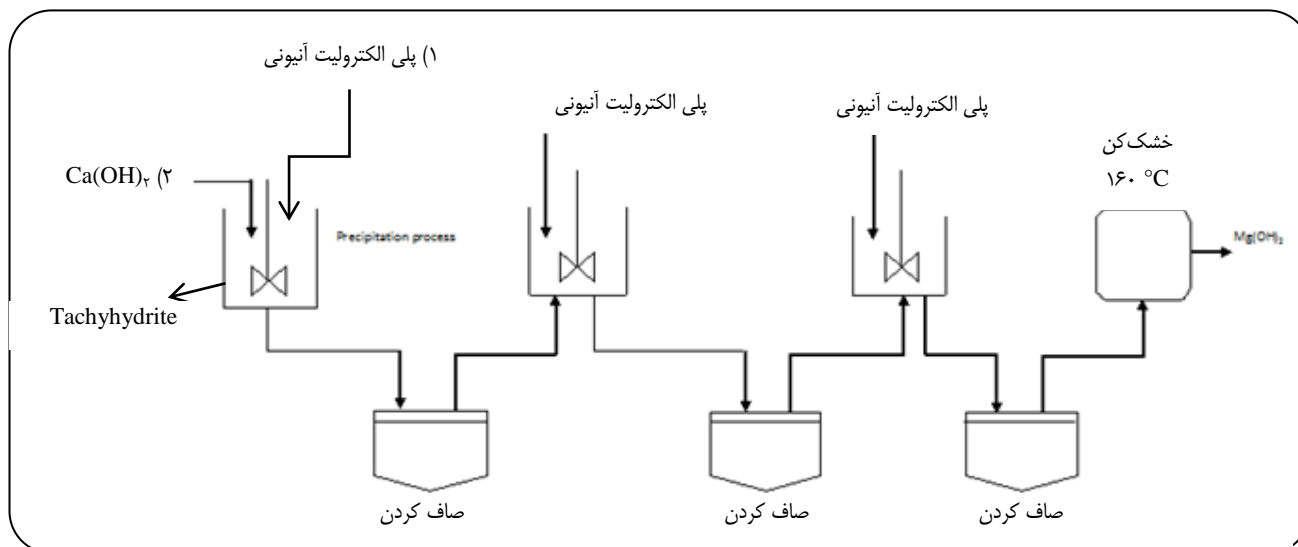 ۱) پلی الکترولیت آنیونی
پلی الکترولیت آنیونی
پلی الکترولیت آنیونی
خشک‌کن
۱۶۰ °C
Ca(OH)۲ (۲
Precipitation process
Mg(OH)2
Tachyhydrite
صاف کردن
صاف کردن
صاف کردن